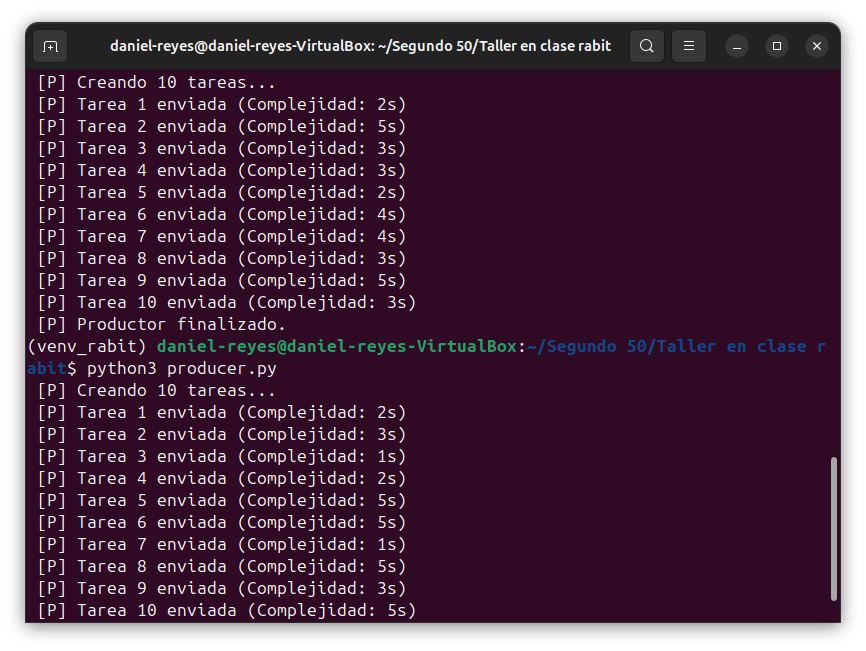 daniel-reyes@daniel-reyes-VirtualBox: ~/Segundo 50/Taller en clase rabit
[P] Creando 10 tareas...
[P] Tarea 1 enviada (Complejidad: 2s)
[P] Tarea 2 enviada (Complejidad: 5s)
[P] Tarea 3 enviada (Complejidad: 3s)
[P] Tarea 4 enviada (Complejidad: 3s)
[P] Tarea 5 enviada (Complejidad: 2s)
[P] Tarea 6 enviada (Complejidad: 4s)
[P] Tarea 7 enviada (Complejidad: 4s)
[P] Tarea 8 enviada (Complejidad: 3s)
[P] Tarea 9 enviada (Complejidad: 5s)
[P] Tarea 10 enviada (Complejidad: 3s)
[P] Productor finalizado.
(venv_rabit) daniel-reyes@daniel-reyes-VirtualBox:~/Segundo 50/Taller en clase r
abit$ python3 producer.py
[P] Creando 10 tareas...
[P] Tarea 1 enviada (Complejidad: 2s)
[P] Tarea 2 enviada (Complejidad: 3s)
[P] Tarea 3 enviada (Complejidad: 1s)
[P] Tarea 4 enviada (Complejidad: 2s)
[P] Tarea 5 enviada (Complejidad: 5s)
[P] Tarea 6 enviada (Complejidad: 5s)
[P] Tarea 7 enviada (Complejidad: 1s)
[P] Tarea 8 enviada (Complejidad: 5s)
[P] Tarea 9 enviada (Complejidad: 3s)
[P] Tarea 10 enviada (Complejidad: 5s)